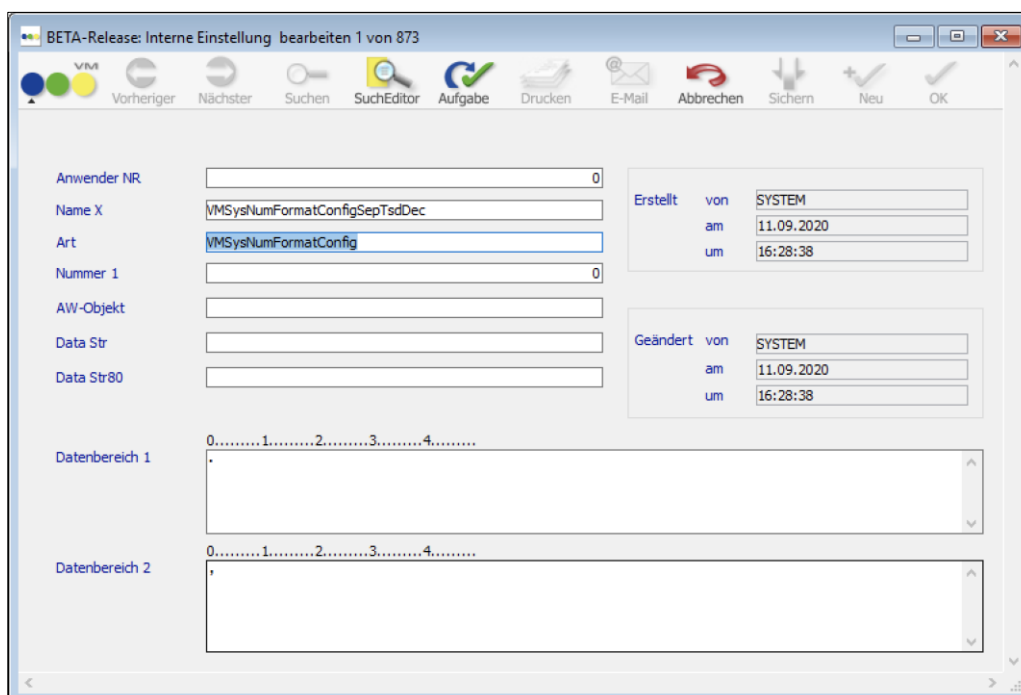 BETA-Release: Interne Einstellung bearbeiten 1 von 873
VM
Vorheriger Nächster Suchen SuchEditor Aufgabe Drucken E-Mail Abbrechen Sichern Neu OK
Anwender NR 0
Name X VMSysNumFormatConfigSepTsdDec
Art VMSysNumFormatConfig
Nummer 1 0
AW-Objekt
Data Str
Data Str80
Erstellt von SYSTEM
am 11.09.2020
um 16:28:38
Geändert von SYSTEM
am 11.09.2020
um 16:28:38
0.........1.........2.........3.........4.........
Datenbereich 1 .
0.........1.........2.........3.........4.........
Datenbereich 2 ,